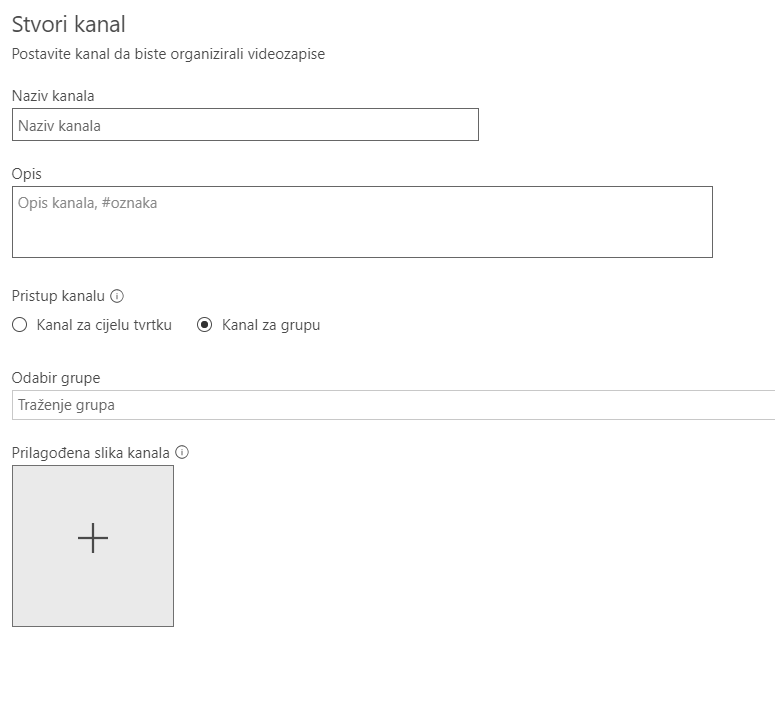 Stvori kanal
Postavite kanal da biste organizirali videozapise
Naziv kanala
Naziv kanala
Opis
Opis kanala, #oznaka
Pristup kanalu
Kanal za cijelu tvrtku Kanal za grupu
Odabir grupe
Traženje grupa
Prilagođena slika kanala